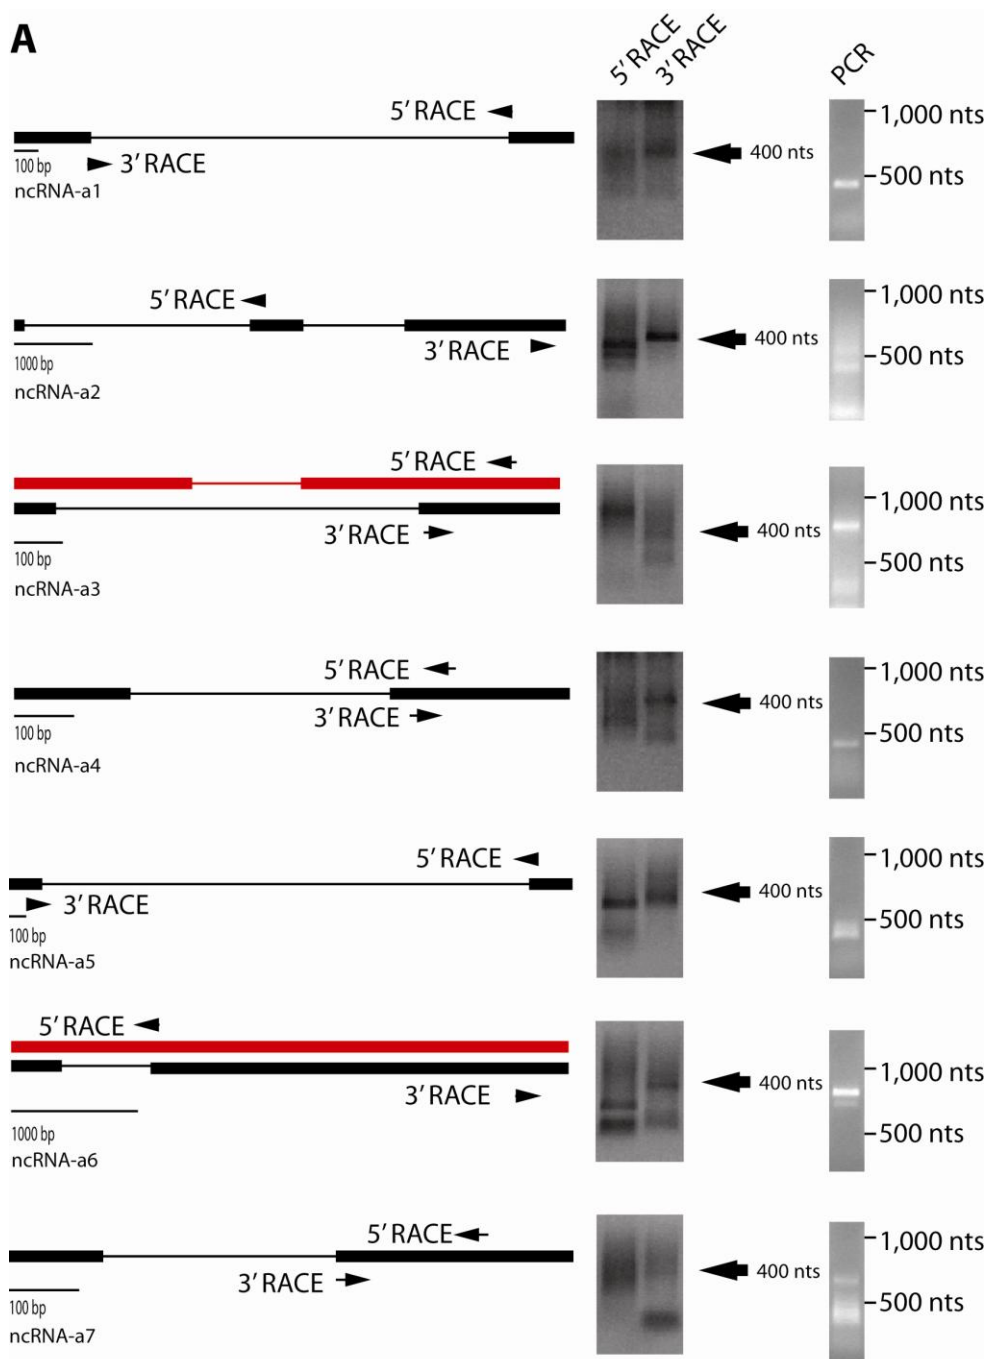 A
5' RACE 3' RACE PCR
5' RACE
3' RACE
100 bp
ncRNA-a1
400 nts
1,000 nts
500 nts
5' RACE
3' RACE
1000 bp
ncRNA-a2
400 nts
1,000 nts
500 nts
5' RACE
3' RACE
100 bp
ncRNA-a3
400 nts
1,000 nts
500 nts
5' RACE
3' RACE
100 bp
ncRNA-a4
400 nts
1,000 nts
500 nts
5' RACE
3' RACE
100 bp
ncRNA-a5
400 nts
1,000 nts
500 nts
5' RACE
3' RACE
1000 bp
ncRNA-a6
400 nts
1,000 nts
500 nts
5' RACE
3' RACE
100 bp
ncRNA-a7
400 nts
1,000 nts
500 nts